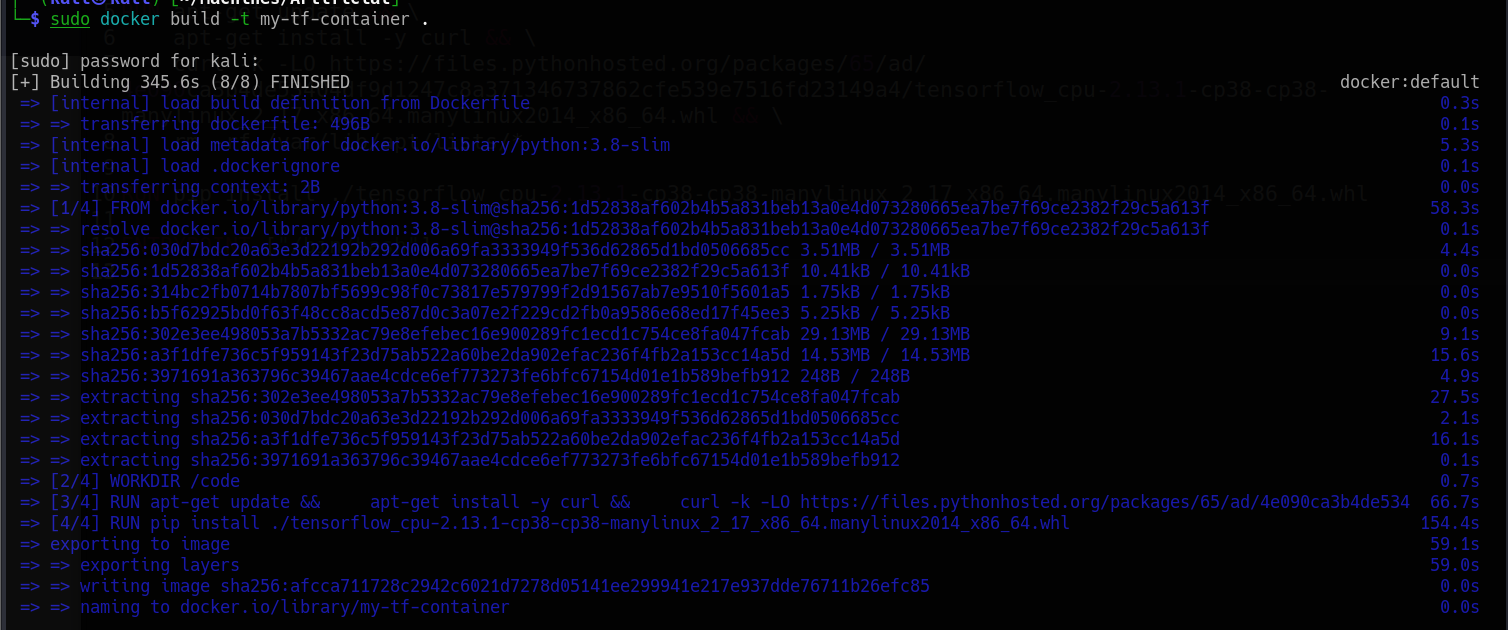 (kali㉿kali)-[~/Machines/Artificial]
└─$ sudo docker build -t my-tf-container .
[sudo] password for kali:
[+] Building 345.6s (8/8) FINISHED docker:default
=> [internal] load build definition from Dockerfile 0.3s
=> => transferring dockerfile: 496B 0.1s
=> [internal] load metadata for docker.io/library/python:3.8-slim 5.3s
=> [internal] load .dockerignore 0.1s
=> => transferring context: 2B 0.0s
=> [1/4] FROM docker.io/library/python:3.8-slim@sha256:1d52838af602b4b5a831beb13a0e4d073280665ea7be7f69ce2382f29c5a613f 58.3s
=> => resolve docker.io/library/python:3.8-slim@sha256:1d52838af602b4b5a831beb13a0e4d073280665ea7be7f69ce2382f29c5a613f 0.1s
=> => sha256:030d7bdc20a63e3d22192b292d006a69fa3333949f536d62865d1bd0506685cc 3.51MB / 3.51MB 4.4s
=> => sha256:1d52838af602b4b5a831beb13a0e4d073280665ea7be7f69ce2382f29c5a613f 10.41kB / 10.41kB 0.0s
=> => sha256:314bc2fb0714b7807bf5699c98f0c73817e579799f2d91567ab7e9510f5601a5 1.75kB / 1.75kB 0.0s
=> => sha256:b5f62925bd0f63f48cc8acd5e87d0c3a07e2f229cd2fb0a9586e68ed17f45ee3 5.25kB / 5.25kB 0.0s
=> => sha256:302e3ee498053a7b5332ac79e8efebec16e900289fc1ecd1c754ce8fa047fcab 29.13MB / 29.13MB 9.1s
=> => sha256:a3f1dfe736c5f959143f23d75ab522a60be2da902efac236f4fb2a153cc14a5d 14.53MB / 14.53MB 15.6s
=> => sha256:3971691a363796c39467aae4cdce6ef773273fe6bfc67154d01e1b589befb912 248B / 248B 4.9s
=> => extracting sha256:302e3ee498053a7b5332ac79e8efebec16e900289fc1ecd1c754ce8fa047fcab 27.5s
=> => extracting sha256:030d7bdc20a63e3d22192b292d006a69fa3333949f536d62865d1bd0506685cc 2.1s
=> => extracting sha256:a3f1dfe736c5f959143f23d75ab522a60be2da902efac236f4fb2a153cc14a5d 16.1s
=> => extracting sha256:3971691a363796c39467aae4cdce6ef773273fe6bfc67154d01e1b589befb912 0.1s
=> [2/4] WORKDIR /code 0.7s
=> [3/4] RUN apt-get update && apt-get install -y curl && curl -k -LO https://files.pythonhosted.org/packages/65/ad/4e090ca3b4de534 66.7s
=> [4/4] RUN pip install ./tensorflow_cpu-2.13.1-cp38-cp38-manylinux_2_17_x86_64.manylinux2014_x86_64.whl 154.4s
=> exporting to image 59.1s
=> => exporting layers 59.0s
=> => writing image sha256:afcca711728c2942c6021d7278d05141ee299941e217e937dde76711b26efc85 0.0s
=> => naming to docker.io/library/my-tf-container 0.0s